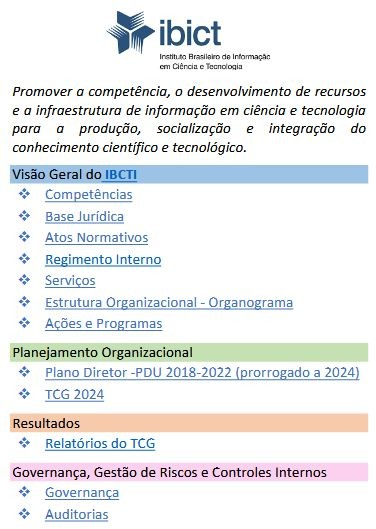 ibict
Instituto Brasileiro de Informação
em Ciência e Tecnologia
Promover a competência, o desenvolvimento de recursos
e a infraestrutura de informação em ciência e tecnologia
para a produção, socialização e integração do
conhecimento científico e tecnológico.
Visão Geral do IBCTI
❖ Competências
❖ Base Jurídica
❖ Atos Normativos
❖ Regimento Interno
❖ Serviços
❖ Estrutura Organizacional - Organograma
❖ Ações e Programas
Planejamento Organizacional
❖ Plano Diretor -PDU 2018-2022 (prorrogado a 2024)
❖ TCG 2024
Resultados
❖ Relatórios do TCG
Governança, Gestão de Riscos e Controles Internos
❖ Governança
❖ Auditorias